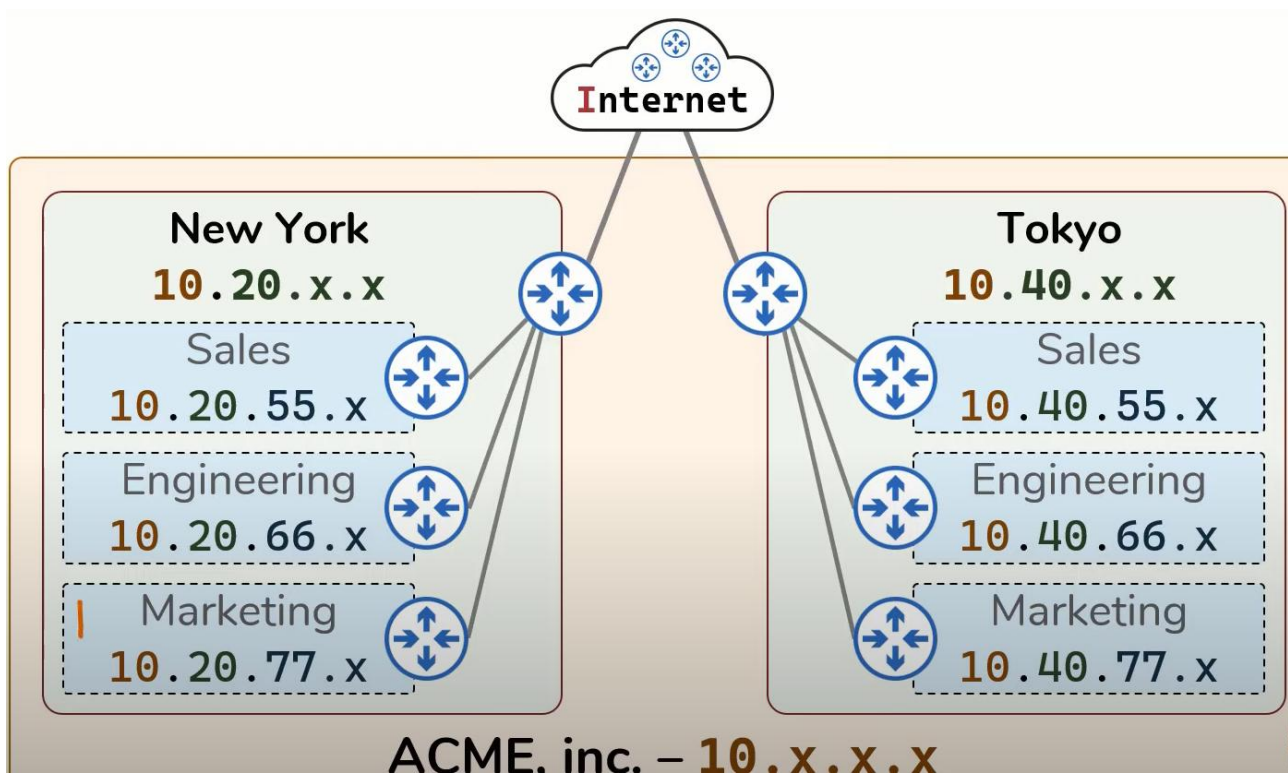 Internet
New York
10.20.x.x
Sales
10.20.55.x
Engineering
10.20.66.x
Marketing
10.20.77.x
Tokyo
10.40.x.x
Sales
10.40.55.x
Engineering
10.40.66.x
Marketing
10.40.77.x
ACME, inc. – 10.x.x.x